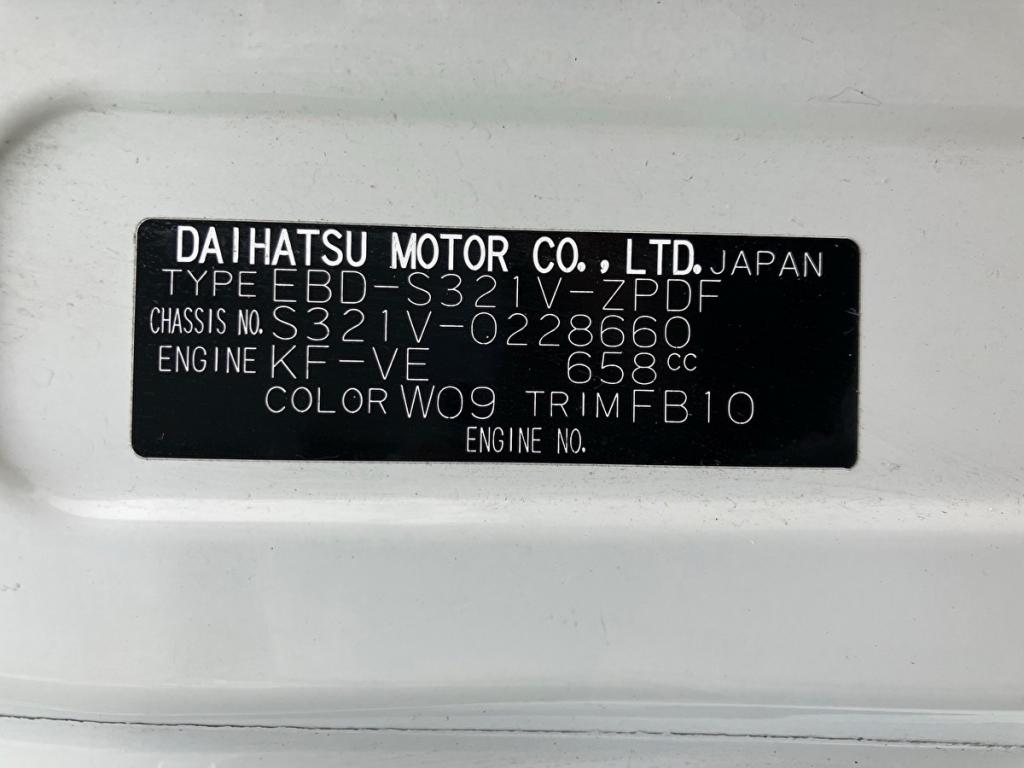 DAIHATSU MOTOR CO., LTD. JAPAN
TYPE EBD-S321V-ZPDF
CHASSIS NO. S321V-0228660
ENGINE KF-VE 658cc
COLOR W09 TRIM FB10
ENGINE NO.